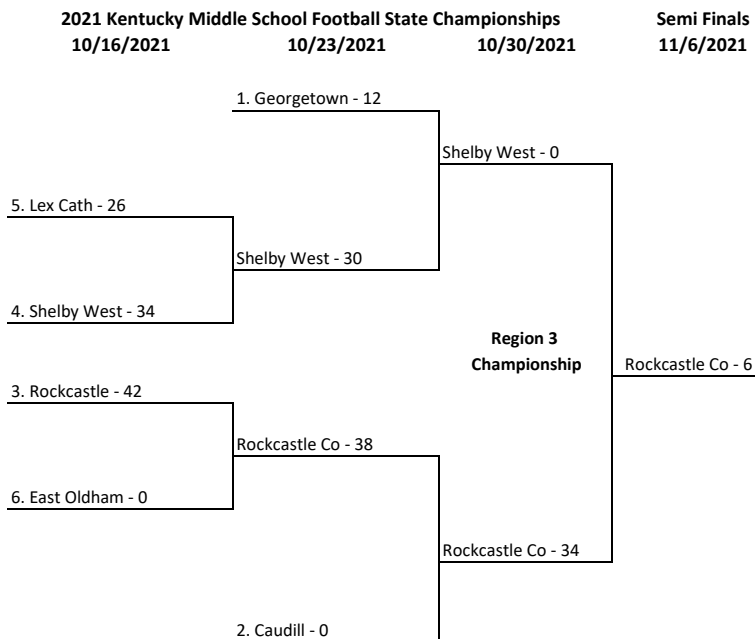 2021 Kentucky Middle School Football State Championships Semi Finals
10/16/2021 10/23/2021 10/30/2021 11/6/2021
1. Georgetown - 12
Shelby West - 0
5. Lex Cath - 26
Shelby West - 30
4. Shelby West - 34
Region 3
Championship
Rockcastle Co - 6
3. Rockcastle - 42
Rockcastle Co - 38
6. East Oldham - 0
Rockcastle Co - 34
2. Caudill - 0